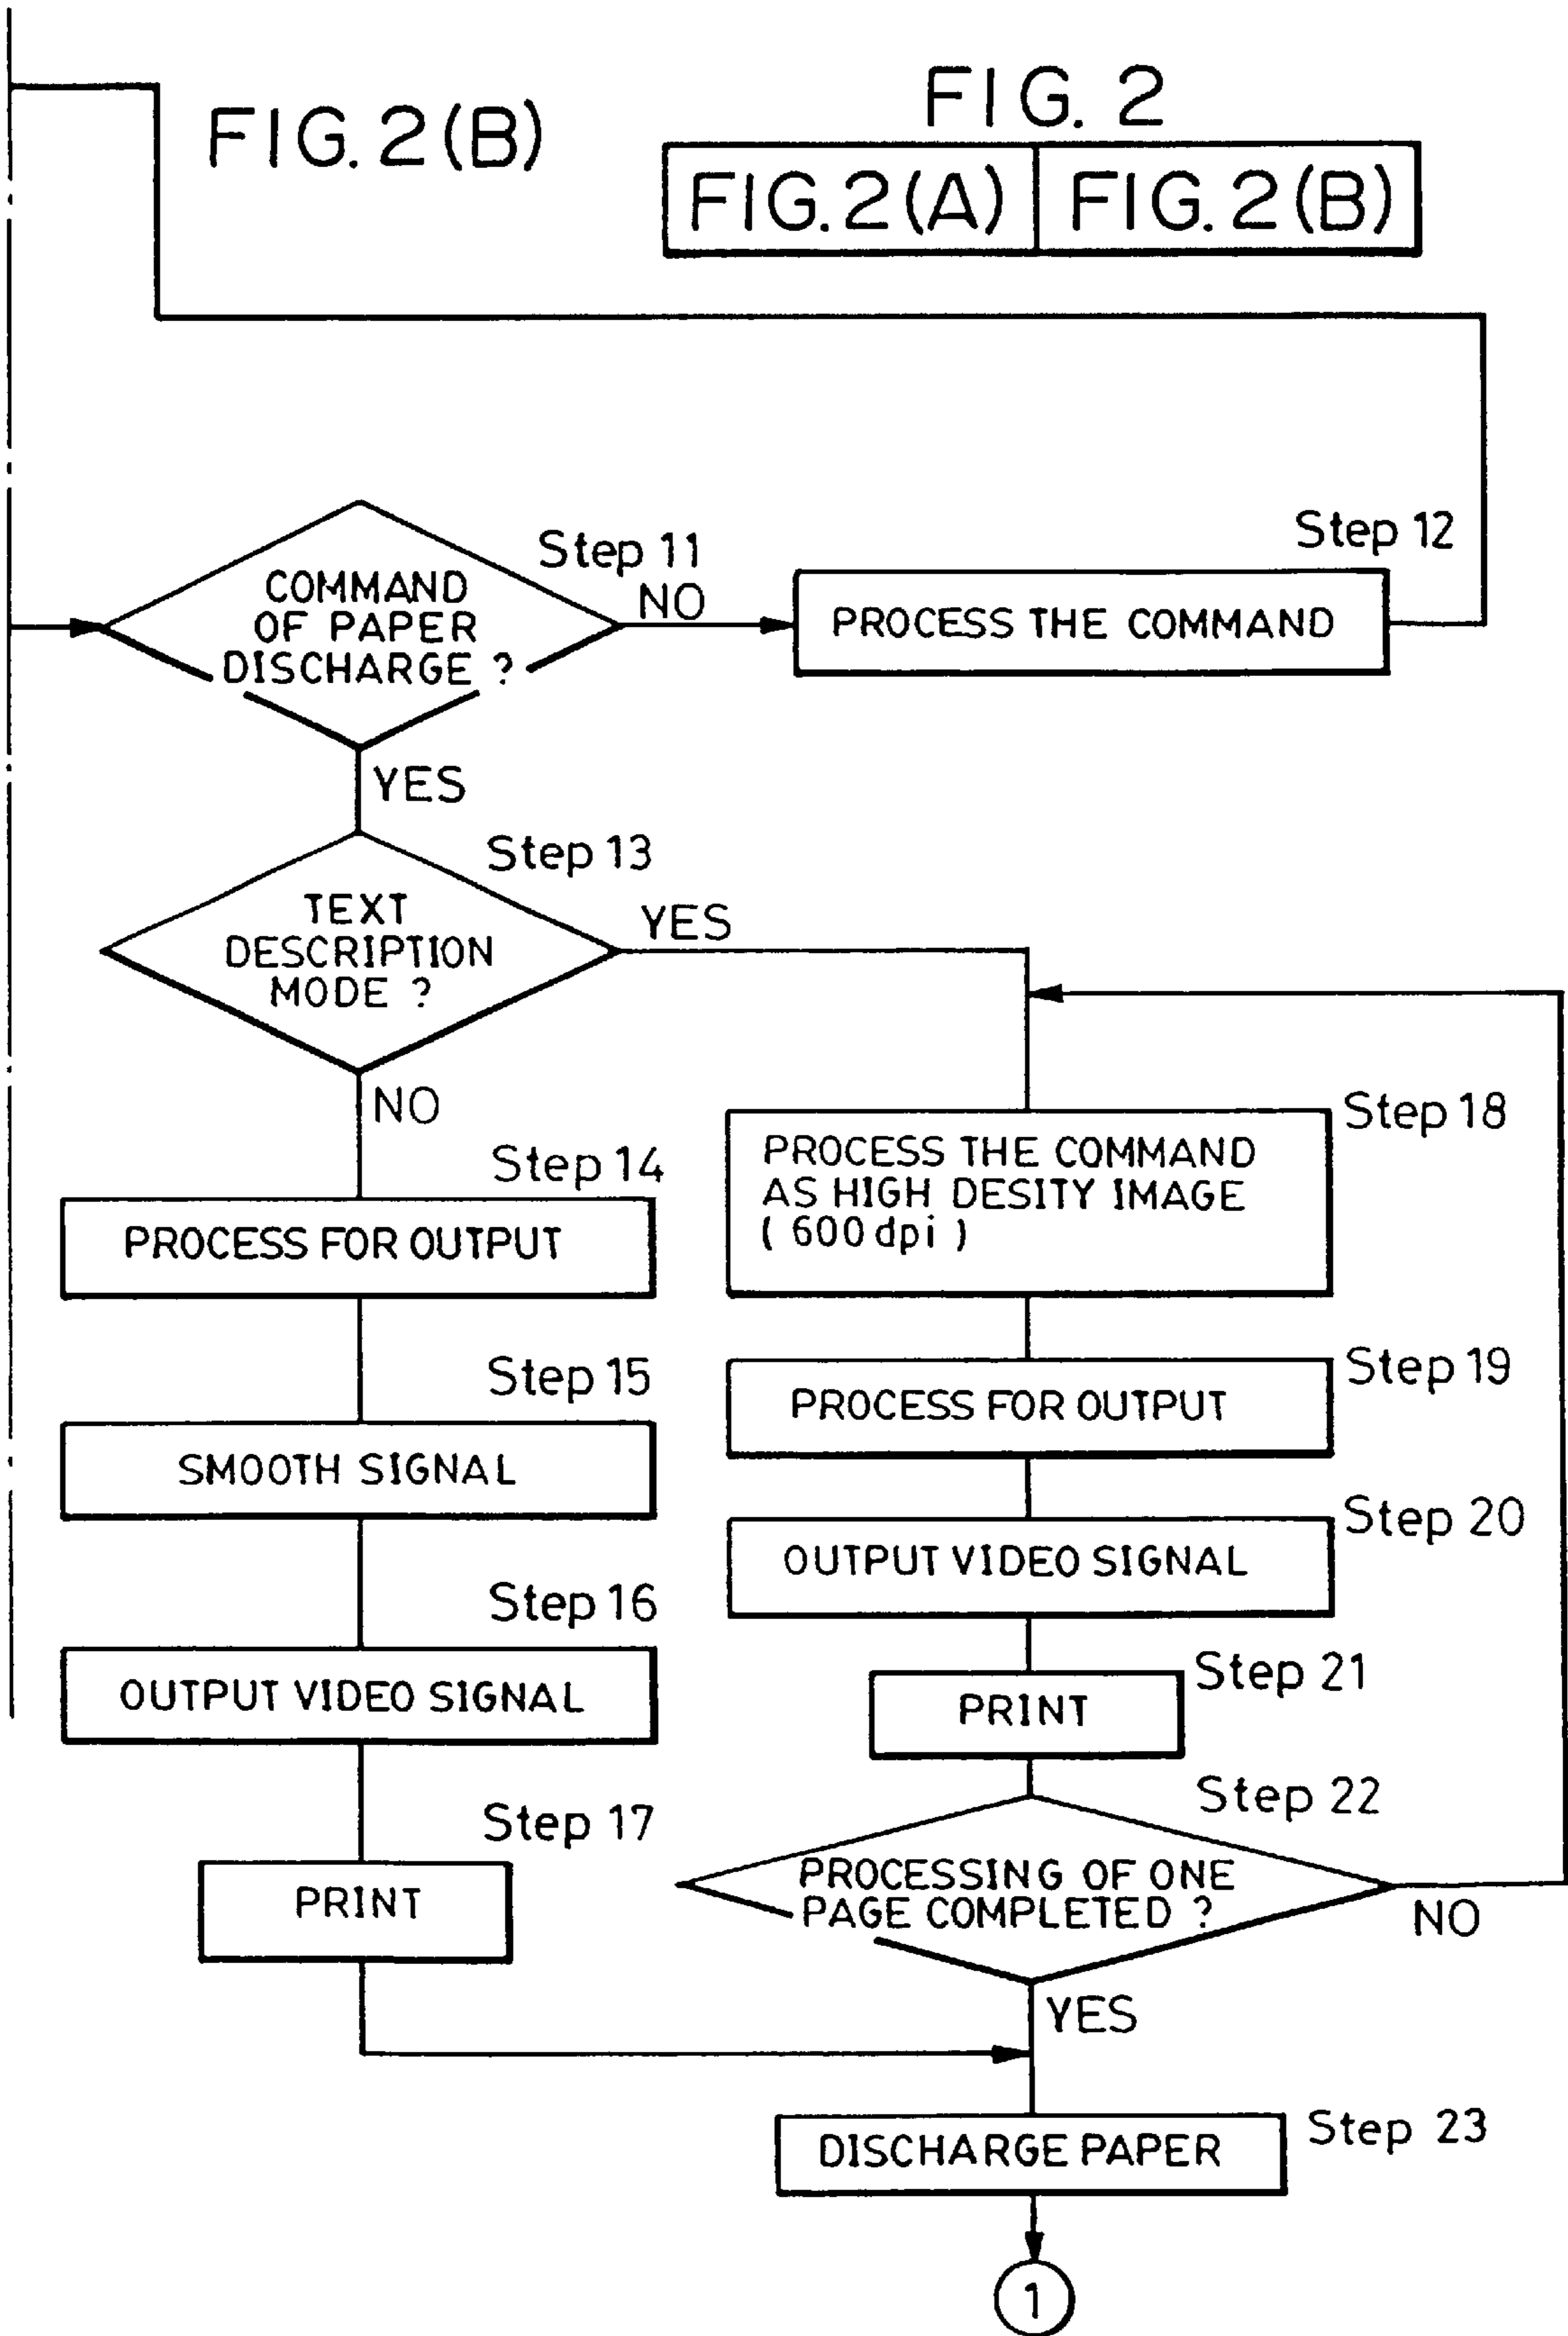 FIG. 2(B)
FIG. 2
FIG. 2(A) FIG. 2(B)
Step 11
COMMAND
OF PAPER
DISCHARGE ?
NO
Step 12
PROCESS THE COMMAND
YES
Step 13
TEXT
DESCRIPTION
MODE ?
YES
NO
Step 14
PROCESS FOR OUTPUT
Step 15
SMOOTH SIGNAL
Step 16
OUTPUT VIDEO SIGNAL
Step 17
PRINT
Step 18
PROCESS THE COMMAND
AS HIGH DESITY IMAGE
( 600 dpi )
Step 19
PROCESS FOR OUTPUT
Step 20
OUTPUT VIDEO SIGNAL
Step 21
PRINT
Step 22
PROCESSING OF ONE
PAGE COMPLETED ?
NO
YES
Step 23
DISCHARGE PAPER
1